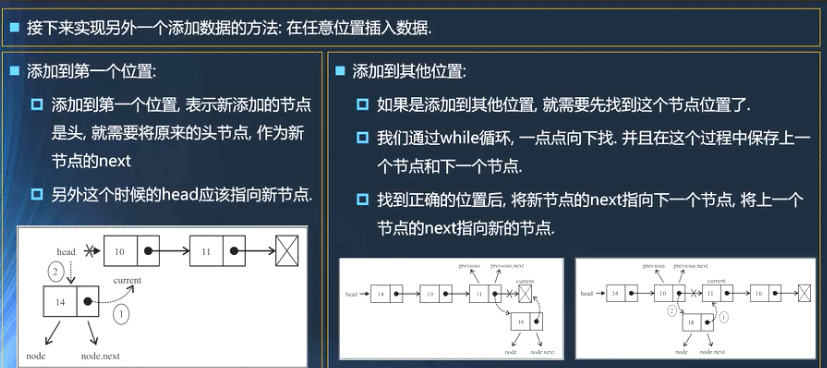 接下来实现另外一个添加数据的方法: 在任意位置插入数据.
添加到第一个位置:
添加到第一个位置, 表示新添加的节点
是头, 就需要将原来的头节点, 作为新
节点的next
另外这个时候的head应该指向新节点.
head
10
11
2
current
14
1
node
node.next
添加到其他位置:
如果是添加到其他位置, 就需要先找到这个节点位置了.
我们通过while循环, 一点点向下找. 并且在这个过程中保存上一
个节点和下一个节点.
找到正确的位置后, 将新节点的next指向下一个节点, 将上一个
节点的next指向新的节点.
previous
previous.next
current
head
14
10
11
16
node
node.next
previous
previous.next
current
head
14
10
11
16
2
18
1
node
node.next